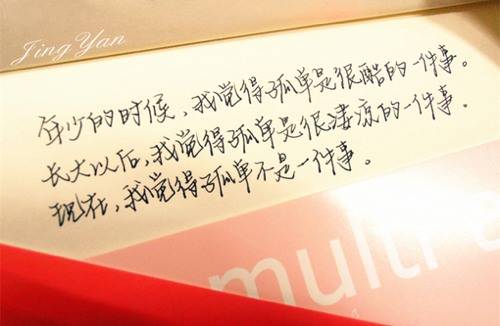 Jing Yan
年少的时候，我觉得孤单是很酷的一件事。
长大以后，我觉得孤单是很凄凉的一件事。
现在，我觉得孤单不是一件事。
multi